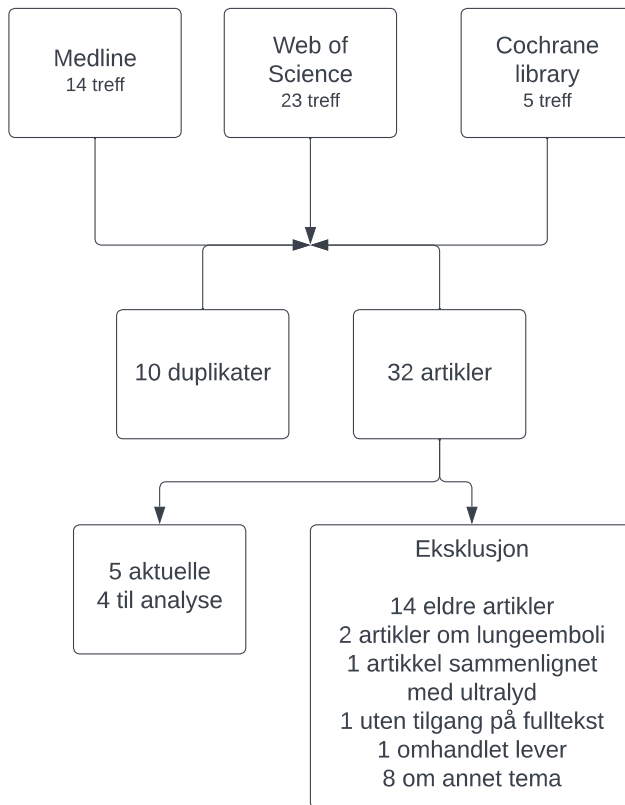 Medline
14 treff
Web of
Science
23 treff
Cochrane
library
5 treff
10 duplikater
32 artikler
5 aktuelle
4 til analyse
Eksklusjon
14 eldre artikler
2 artikler om lungeemboli
1 artikkel sammenlignet
med ultralyd
1 uten tilgang på fulltekst
1 omhandlet lever
8 om annet tema